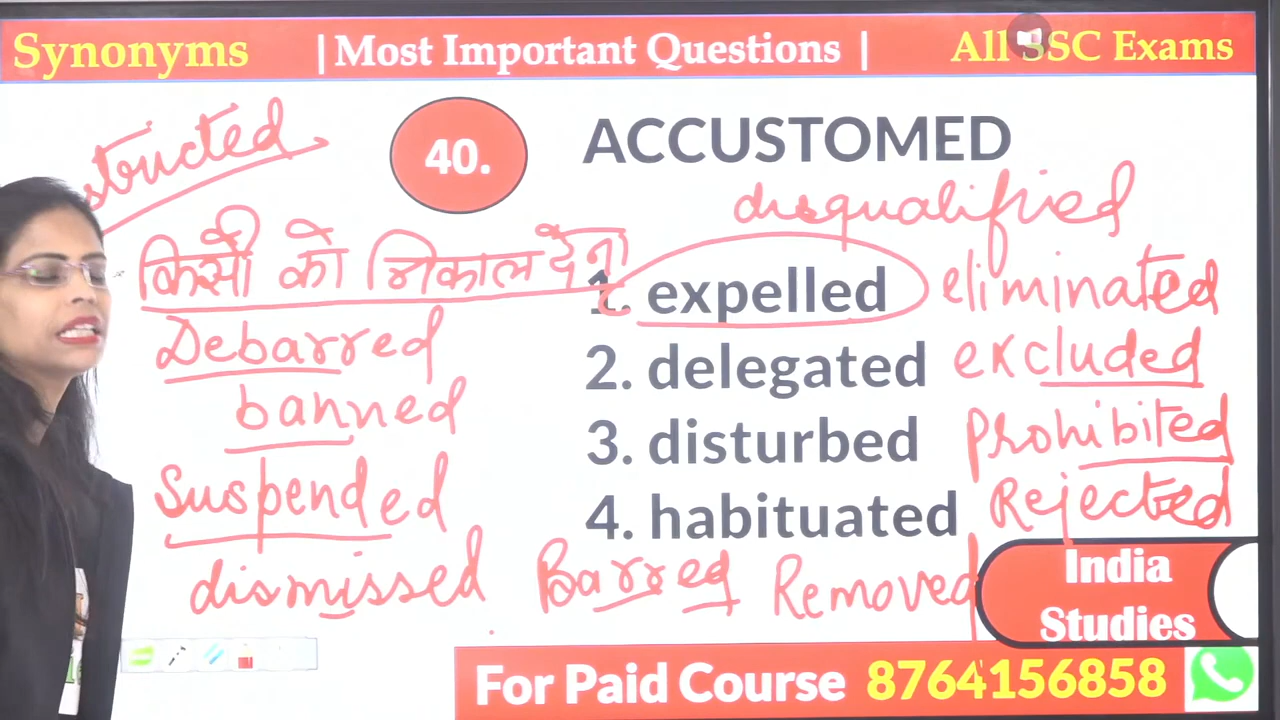 Synonyms | Most Important Questions | All SSC Exams
structed
40. ACCUSTOMED
disqualified
किसी को निकाल देना
1. expelled eliminated
Debarred
2. delegated excluded
banned
3. disturbed prohibited
Suspended
4. habituated Rejected
dismissed Barred Removed
India
Studies
For Paid Course 8764156858